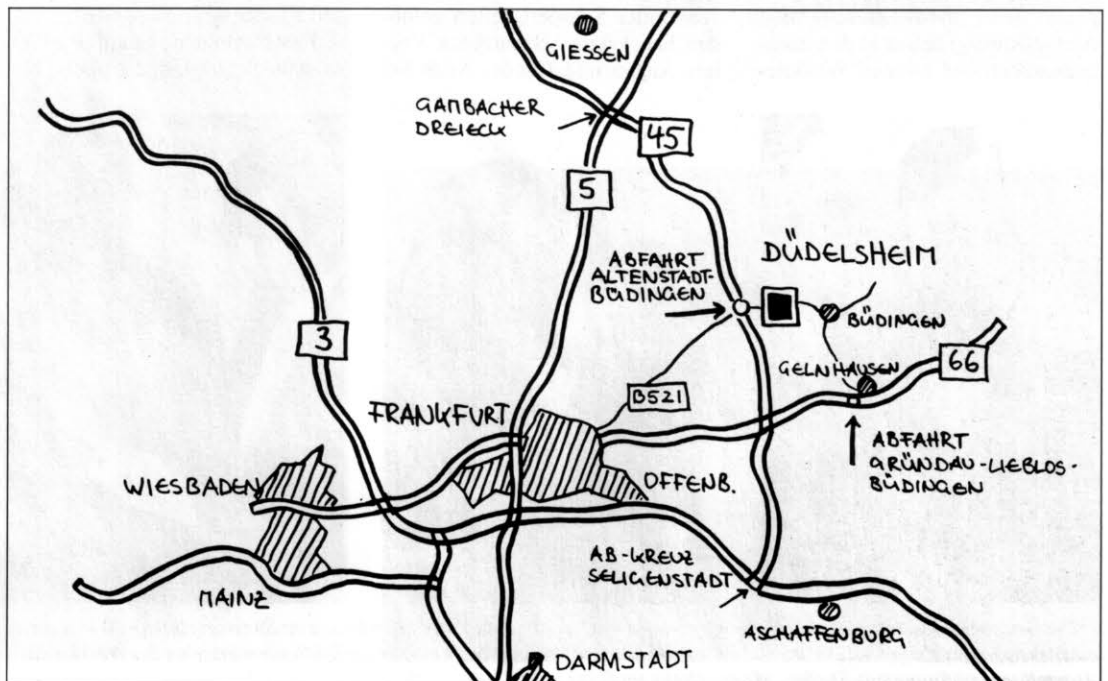 GIESSEN
GAMBACHER
DREIECK
45
5
DÜDELSHEIM
ABFAHRT
ALTENSTADT-
BÜDINGEN
BÜDINGEN
3
GELNHAUSEN
66
B521
FRANKFURT
ABFAHRT
GRÜNDAU-LIEBLOS-
BÜDINGEN
WIESBADEN
OFFENB.
AB-KREUZ
SELIGENSTADT
MAINZ
ASCHAFFENBURG
DARMSTADT